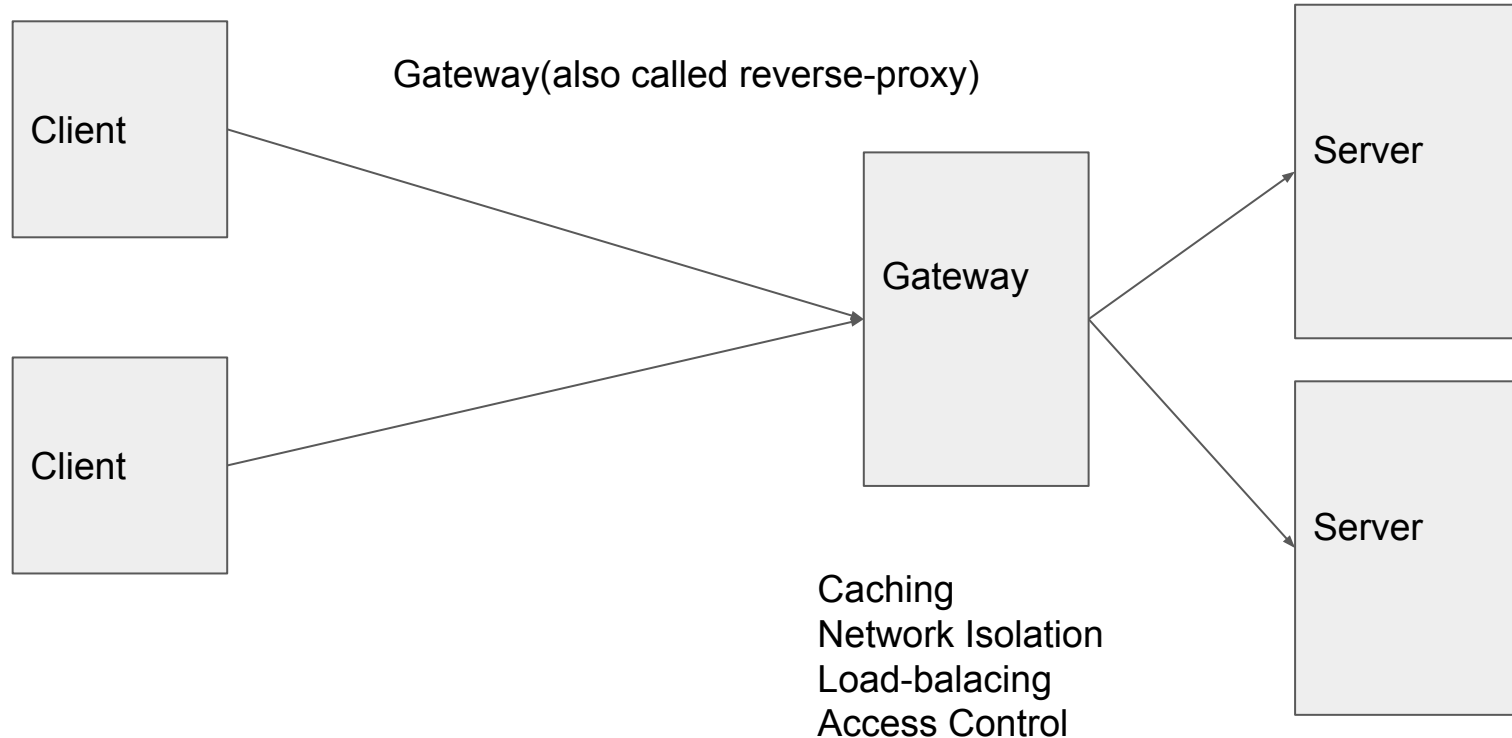 Gateway(also called reverse-proxy)
Client
Server
Gateway
Client
Server
Caching
Network Isolation
Load-balacing
Access Control